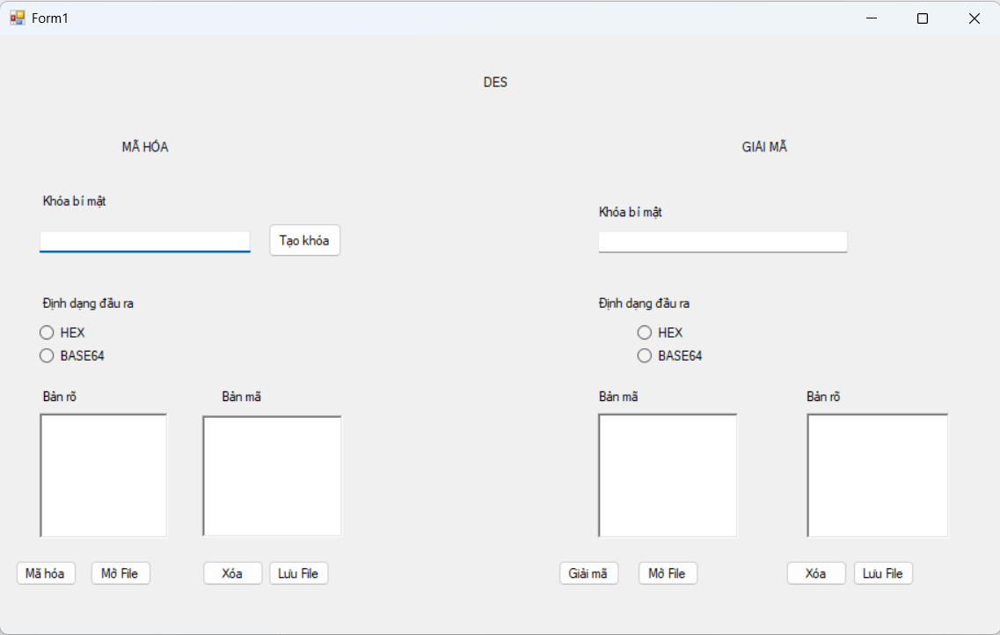 Form1
DES
MÃ HÓA
GIẢI MÃ
Khóa bí mật
Khóa bí mật
Tạo khóa
Định dạng đầu ra
Định dạng đầu ra
HEX
HEX
BASE64
BASE64
Bản rõ
Bản mã
Bản mã
Bản rõ
Mã hóa
Mở File
Xóa
Lưu File
Giải mã
Mở File
Xóa
Lưu File